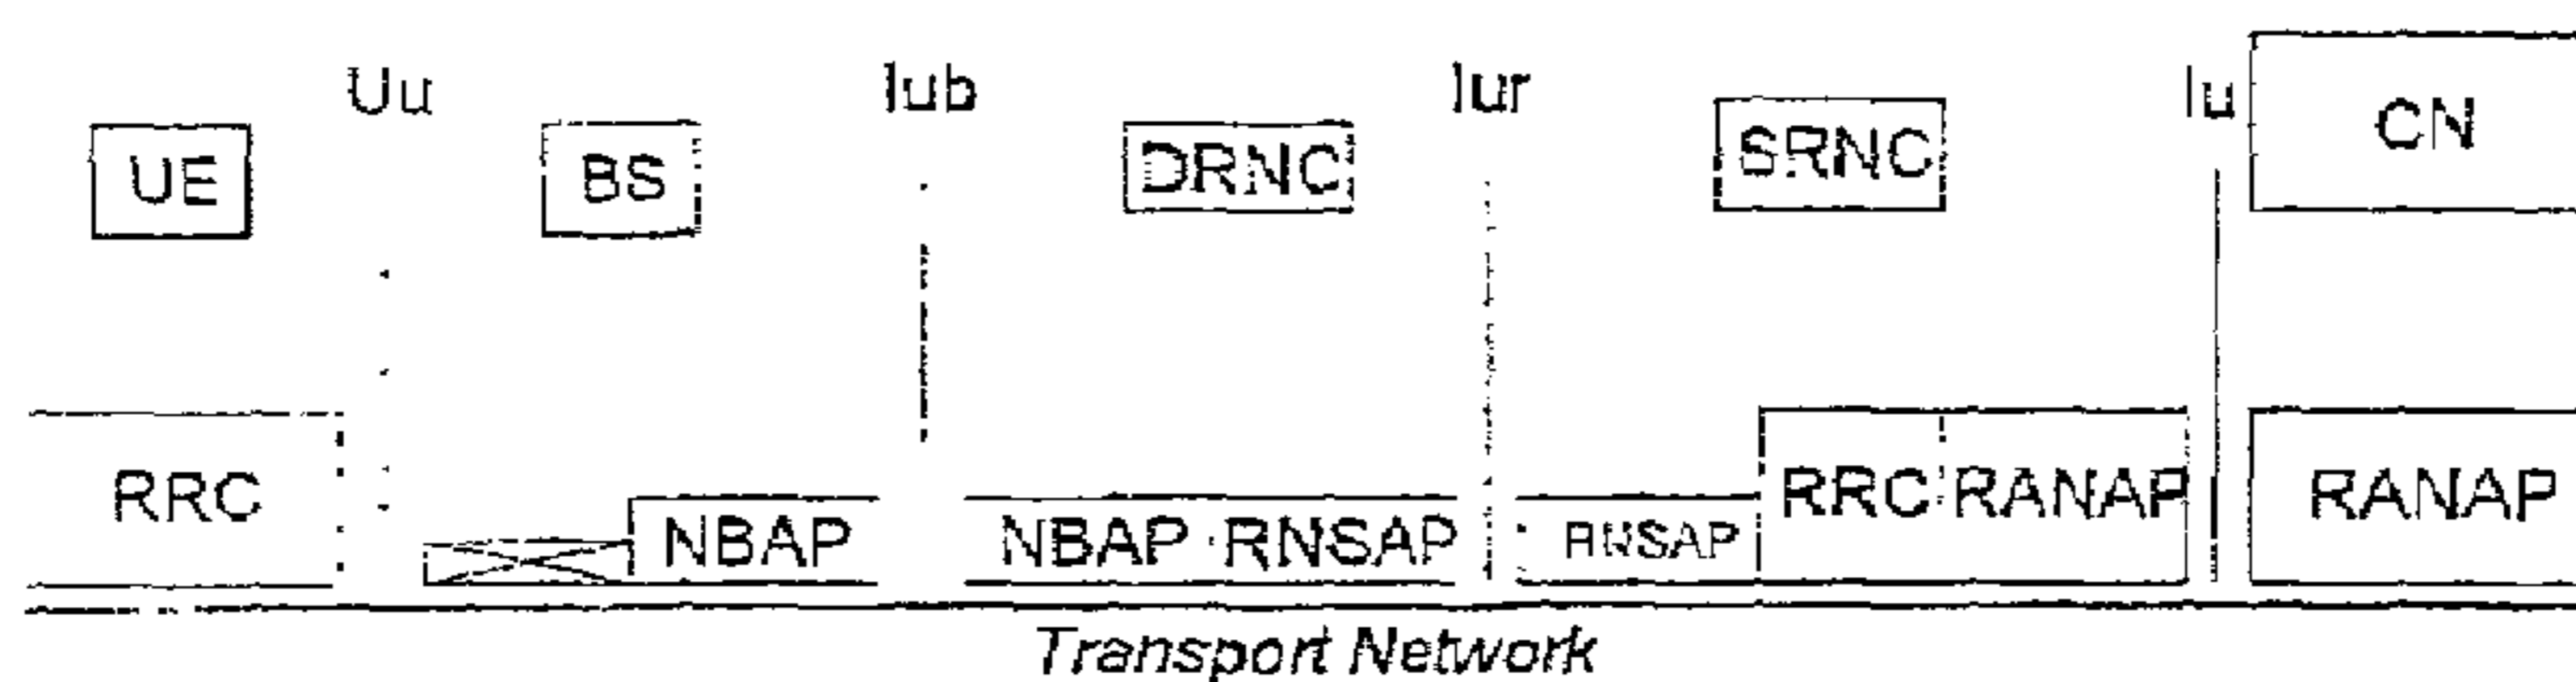 Uu Iub Iur Iu
UE BS DRNC SRNC CN
RRC NBAP NBAP RNSAP RNSAP RRC RANAP RANAP
Transport Network